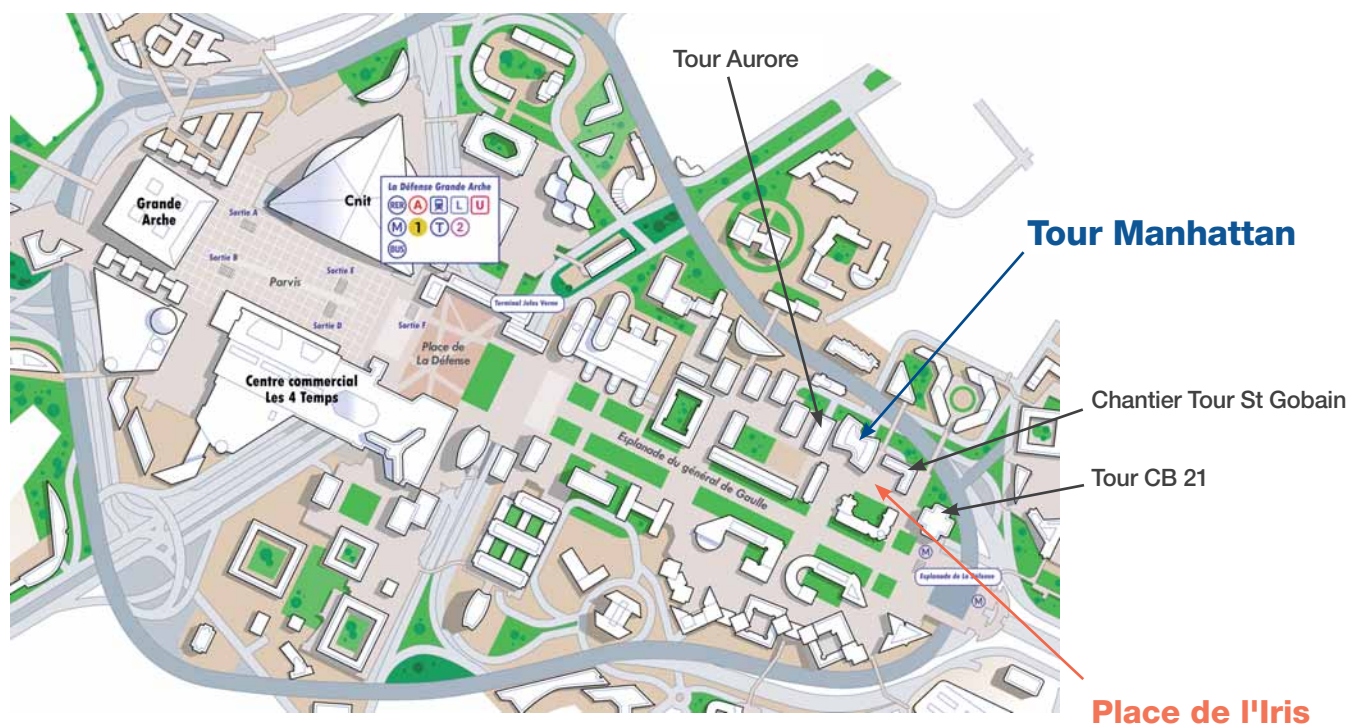 Tour Aurore
La Défense Grande Arche
RER A L U
M 1 T 2
BUS
Cnit
Grande
Arche
Sortie A
Sortie B
Sortie E
Parvis
Sortie D
Sortie F
Terminal Jules Verne
Place de
La Défense
Centre commercial
Les 4 Temps
Esplanade du général de Gaulle
Tour Manhattan
Chantier Tour St Gobain
Tour CB 21
M
Esplanade de La Défense
M
Place de l'Iris